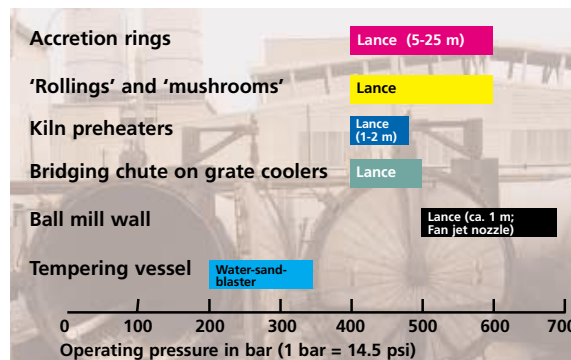 Accretion rings
Lance (5-25 m)
‘Rollings’ and ‘mushrooms’
Lance
Kiln preheaters
Lance
(1-2 m)
Bridging chute on grate coolers
Lance
Ball mill wall
Lance (ca. 1 m;
Fan jet nozzle)
Tempering vessel
Water-sand-
blaster
0 100 200 300 400 500 600 700
Operating pressure in bar (1 bar = 14.5 psi)